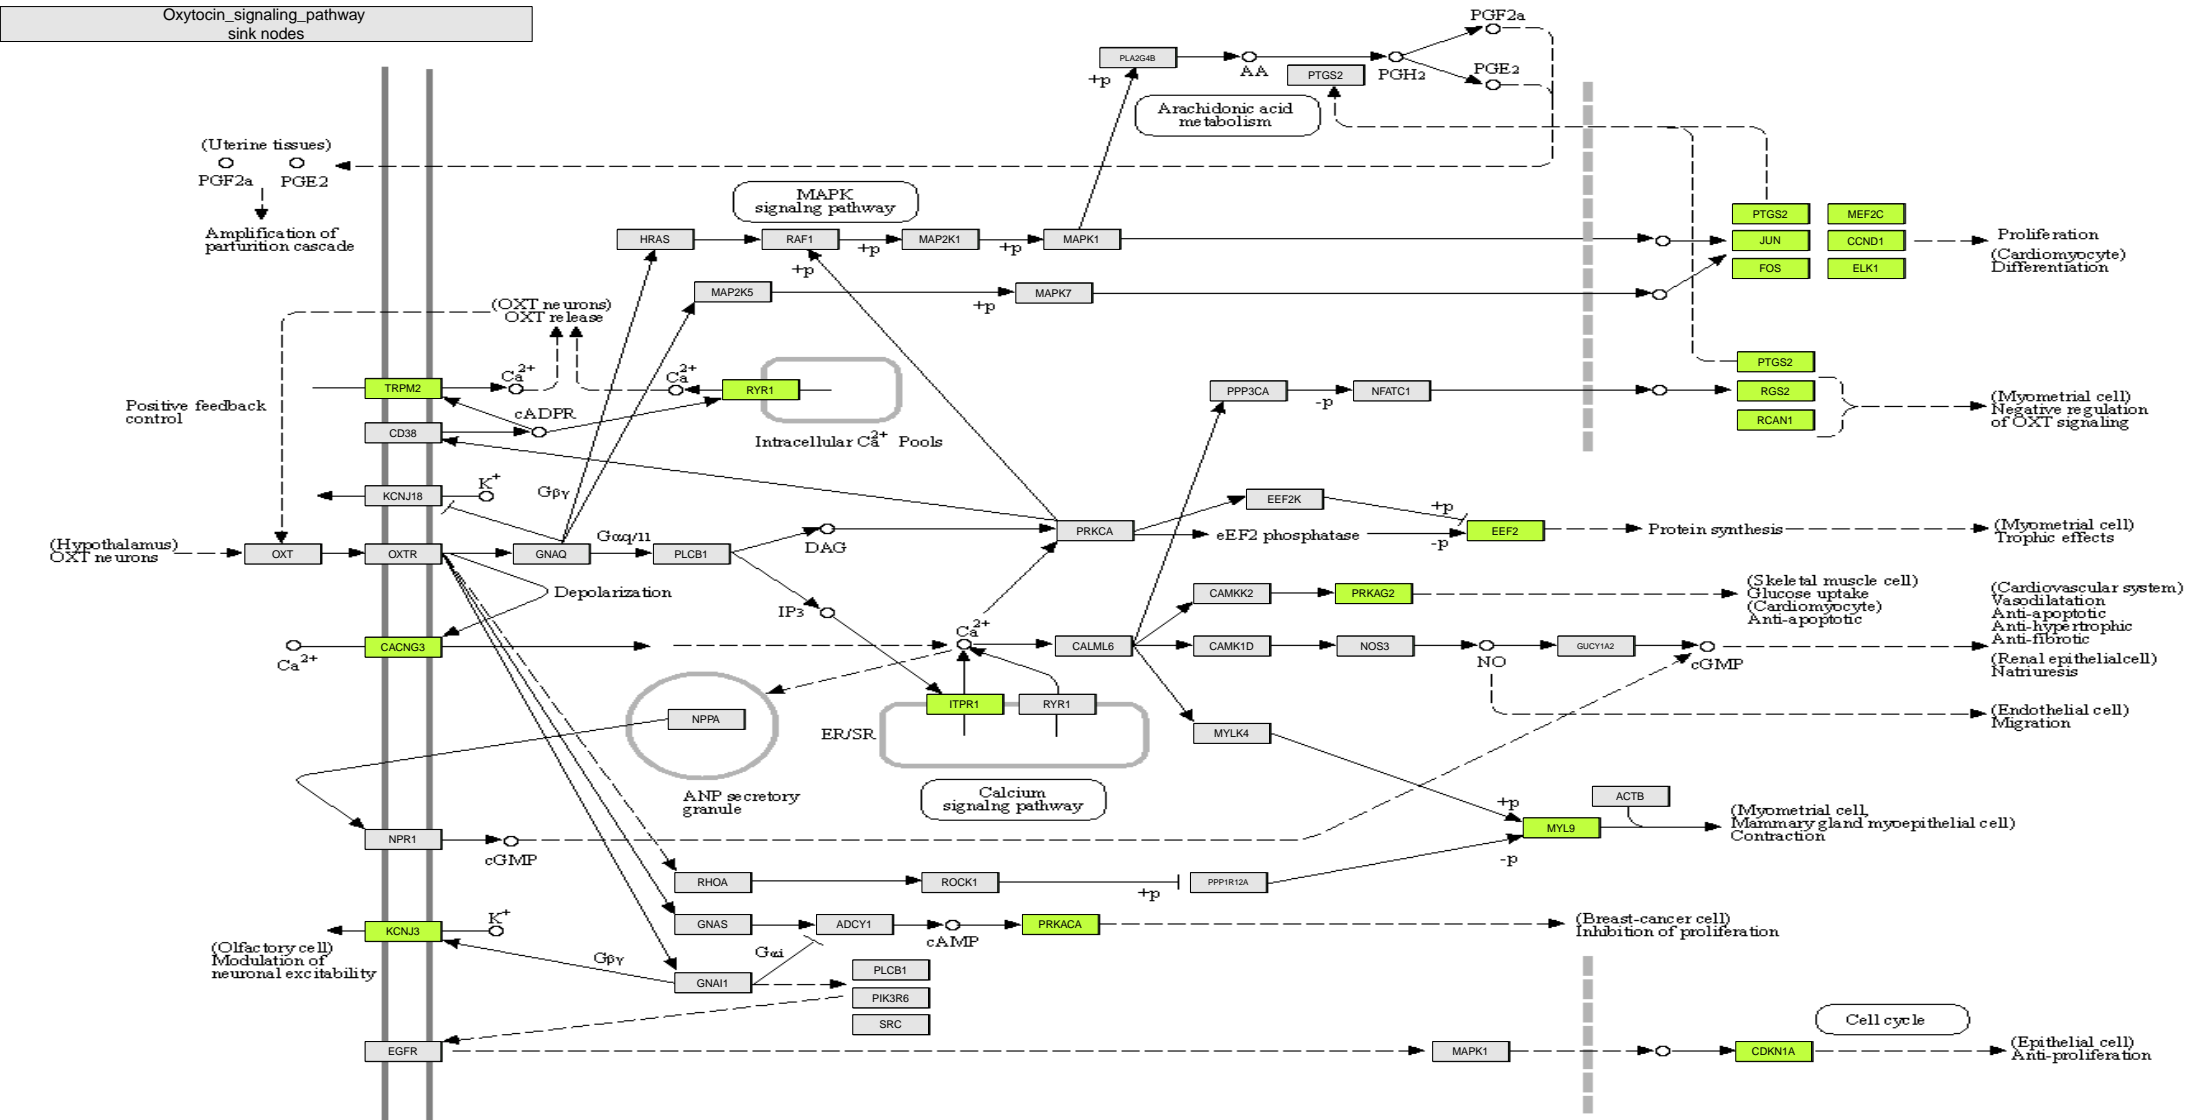 Oxytocin_signaling_pathway
sink nodes
PGF2a
PLA2G4B
+p
AA
PTGS2
PGH2
PGE2
Arachidonic acid
metabolism
(Uterine tissues)
PGF2a
PGE2
Amplification of
parturition cascade
MAPK
signalng pathway
HRAS
RAF1
+p
MAP2K1
+p
MAPK1
+p
PTGS2
MEF2C
JUN
CCND1
FOS
ELK1
Proliferation
(Cardiomyocyte)
Differentiation
MAP2K5
+p
MAPK7
(OXT neurons)
OXT release
TRPM2
Ca2+
Ca2+
RYR1
cADPR
CD38
Positive feedback
control
Intracellular Ca2+ Pools
PPP3CA
-p
NFATC1
PTGS2
RGS2
RCAN1
(Myometrial cell)
Negative regulation
of OXT signaling
KCNJ18
K+
Gβγ
EEF2K
+p
PRKCA
eEF2 phosphatase
-p
EEF2
Protein synthesis
(Myometrial cell)
Trophic effects
(Hypothalamus)
OXT neurons
OXT
OXTR
GNAQ
Gαq/11
PLCB1
DAG
Depolarization
IP3
CAMKK2
PRKAG2
(Skeletal muscle cell)
Glucose uptake
(Cardiomyocyte)
Anti-apoptotic
(Cardiovascular system)
Vasodilatation
Anti-apoptotic
Anti-hypertrophic
Anti-fibrotic
(Renal epithelialcell)
Natriuresis
Ca2+
CACNG3
Ca2+
CALML6
CAMK1D
NOS3
NO
GUCY1A2
cGMP
NPPA
ITPR1
RYR1
ER/SR
MYLK4
(Endothelial cell)
Migration
ANP secretory
granule
Calcium
signalng pathway
ACTB
+p
MYL9
-p
(Myometrial cell,
Mammary gland myoepithelial cell)
Contraction
NPR1
cGMP
RHOA
ROCK1
+p
PPP1R12A
KCNJ3
K+
GNAS
ADCY1
cAMP
PRKACA
(Breast-cancer cell)
Inhibition of proliferation
(Olfactory cell)
Modulation of
neuronal excitability
Gβγ
Gαi
GNAI1
PLCB1
PIK3R6
SRC
Cell cycle
EGFR
MAPK1
CDKN1A
(Epithelial cell)
Anti-proliferation